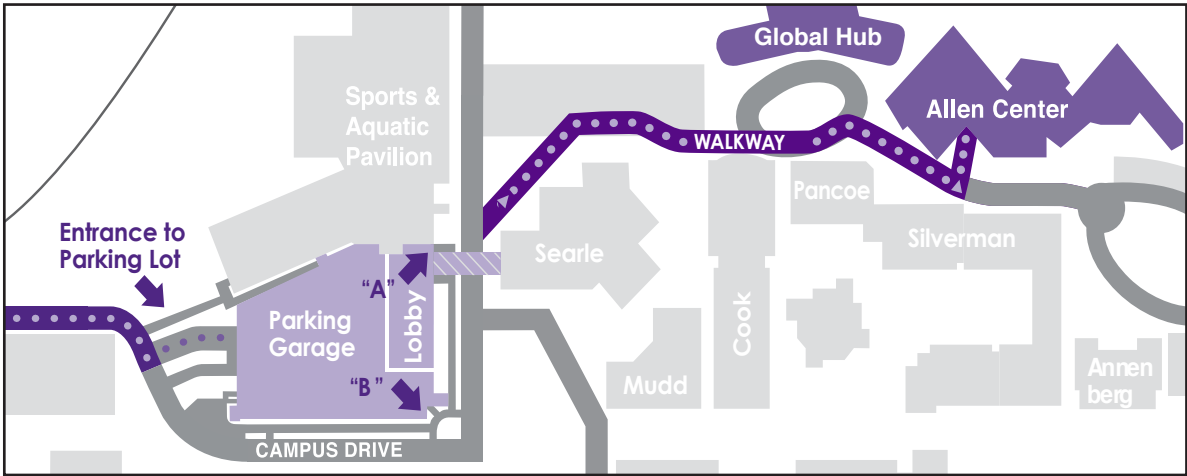 Global Hub
Allen Center
Sports &
Aquatic
Pavilion
WALKWAY
Pancoe
Entrance to
Parking Lot
Searle
Silverman
"A"
Lobby
Parking
Garage
Cook
"B"
Mudd
Annen
berg
CAMPUS DRIVE